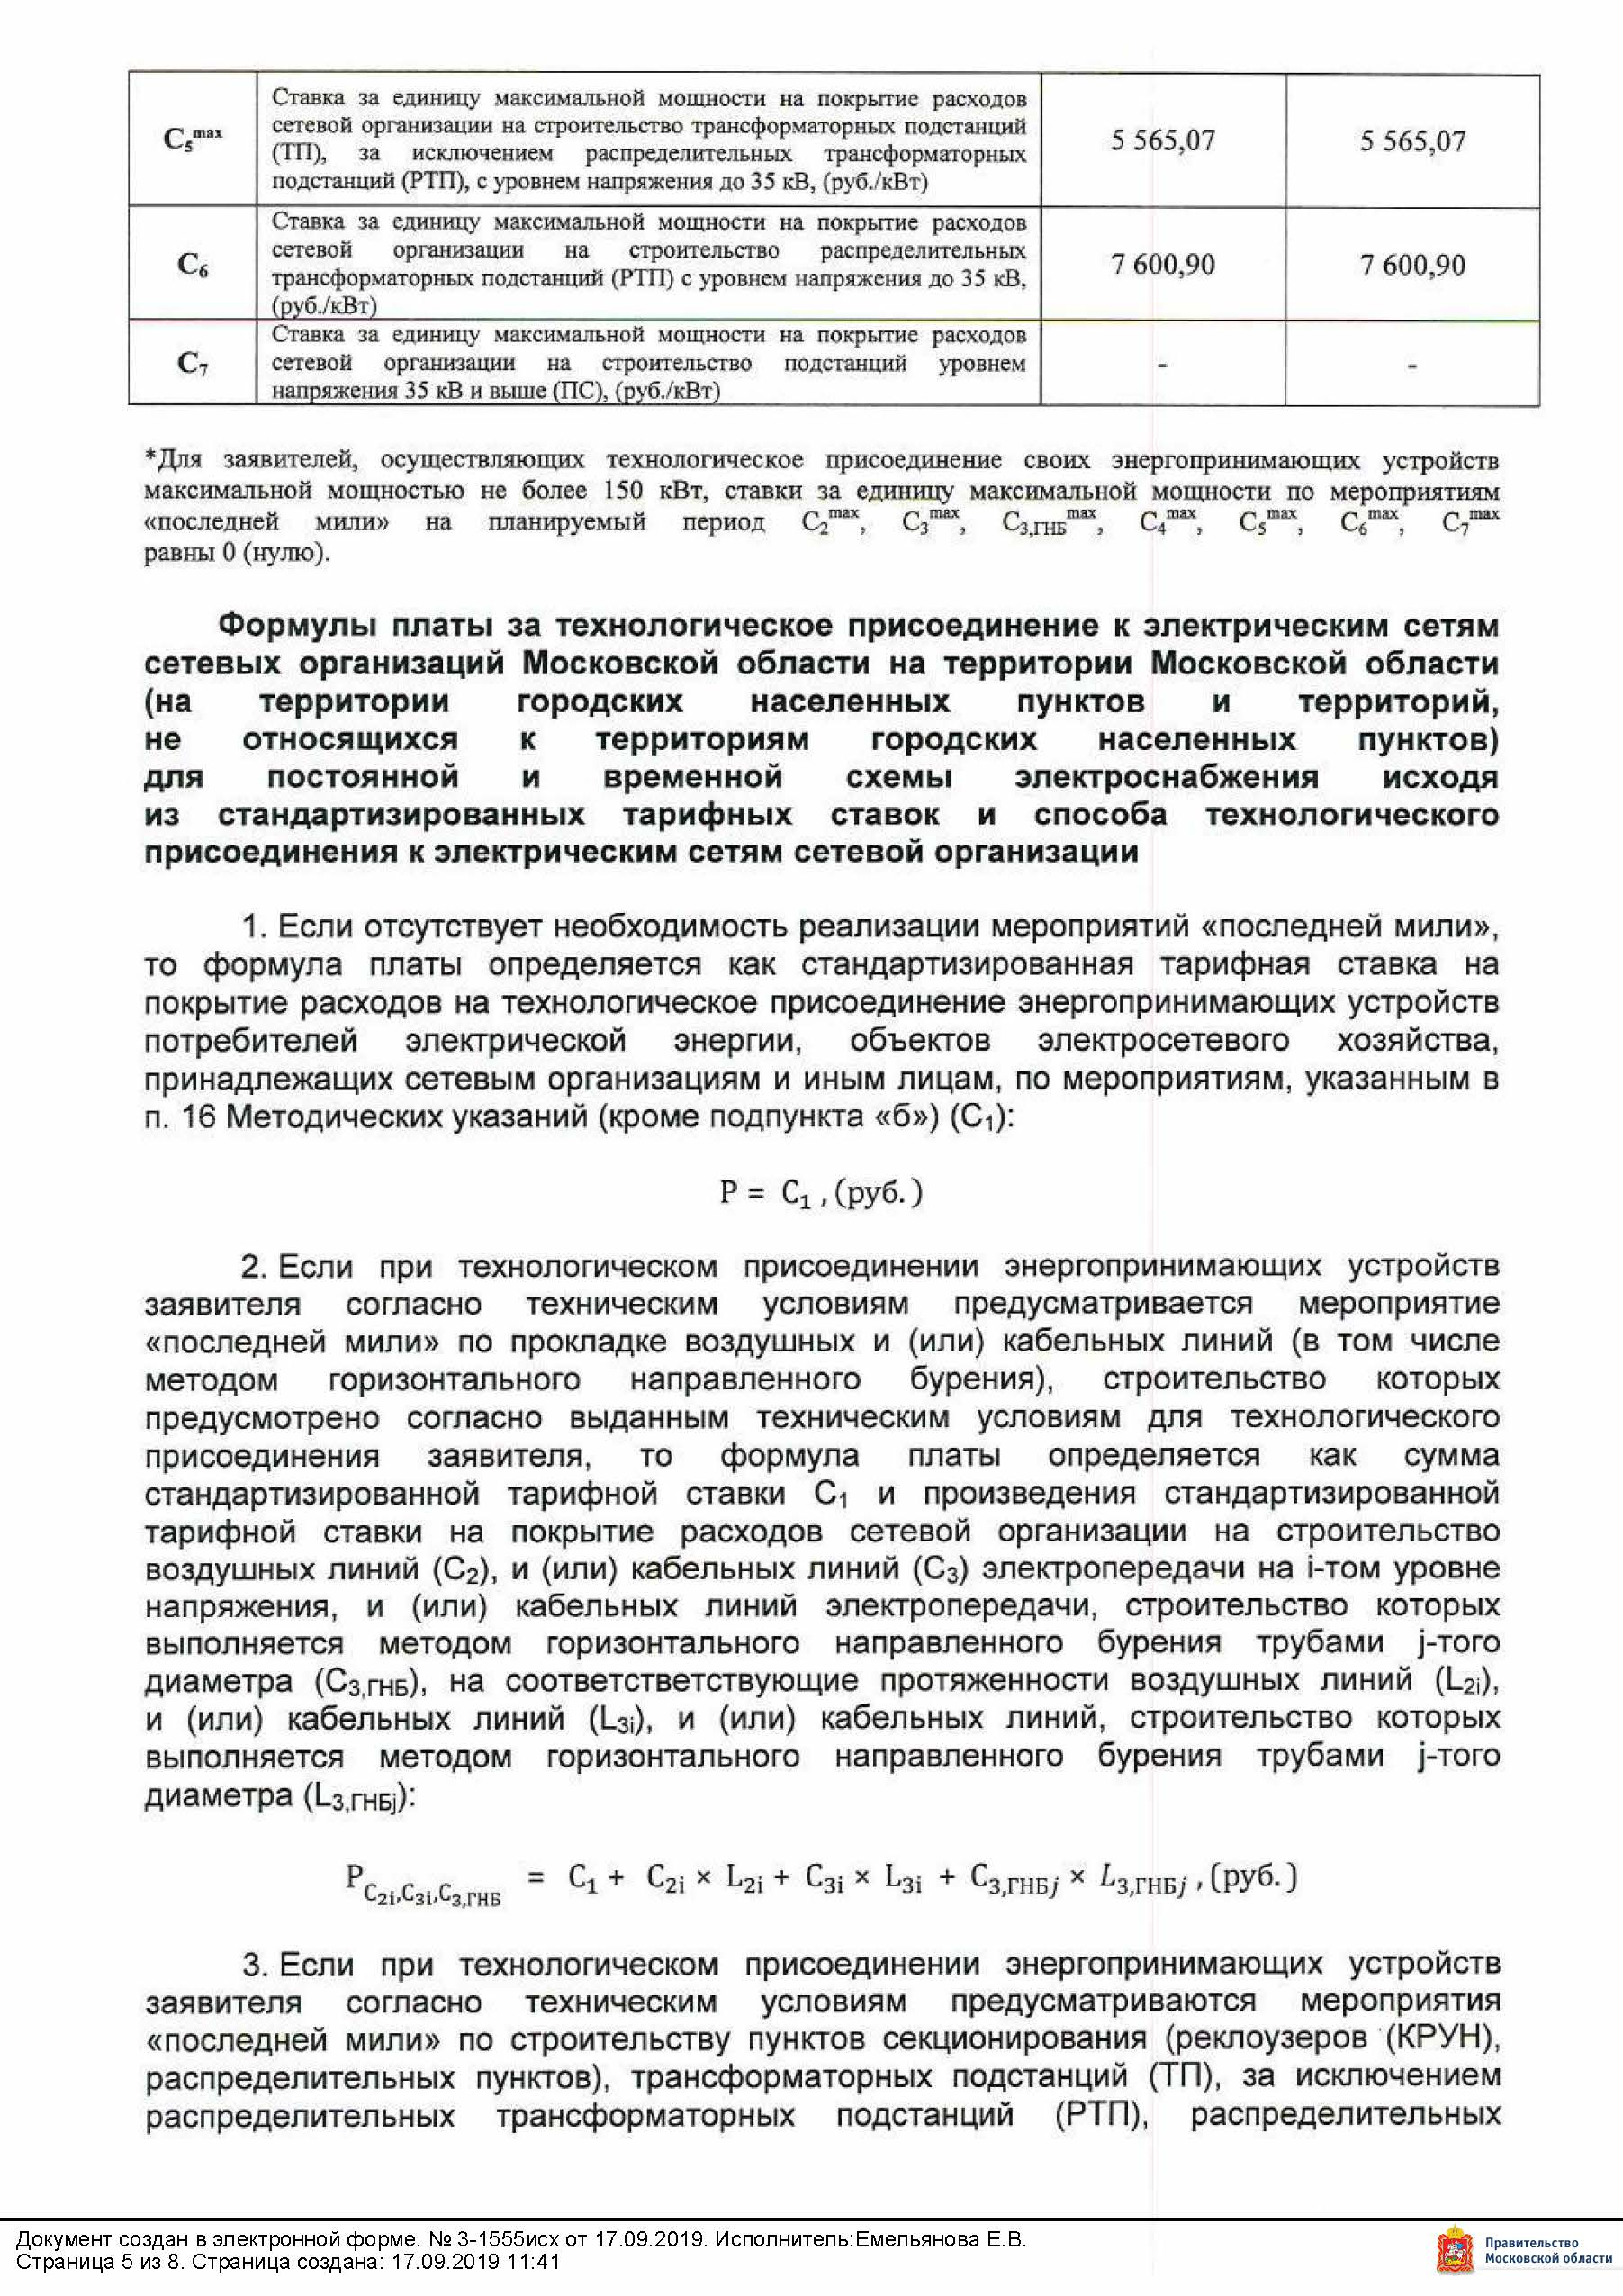 C₅ᵐᵃˣ
Ставка за единицу максимальной мощности на покрытие расходов
сетевой организации на строительство трансформаторных подстанций
(ТП), за исключением распределительных трансформаторных
подстанций (РТП), с уровнем напряжения до 35 кВ, (руб./кВт)
5 565,07
5 565,07
C₆
Ставка за единицу максимальной мощности на покрытие расходов
сетевой организации на строительство распределительных
трансформаторных подстанций (РТП) с уровнем напряжения до 35 кВ,
(руб./кВт)
7 600,90
7 600,90
C₇
Ставка за единицу максимальной мощности на покрытие расходов
сетевой организации на строительство подстанций уровнем
напряжения 35 кВ и выше (ПС), (руб./кВт)
-
-
*Для заявителей, осуществляющих технологическое присоединение своих энергопринимающих устройств
максимальной мощностью не более 150 кВт, ставки за единицу максимальной мощности по мероприятиям
«последней мили» на планируемый период C₂ᵐᵃˣ, C₃ᵐᵃˣ, C₃,ГНБᵐᵃˣ, C₄ᵐᵃˣ, C₅ᵐᵃˣ, C₆ᵐᵃˣ, C₇ᵐᵃˣ
равны 0 (нулю).
Формулы платы за технологическое присоединение к электрическим сетям
сетевых организаций Московской области на территории Московской области
(на территории городских населенных пунктов и территорий,
не относящихся к территориям городских населенных пунктов)
для постоянной и временной схемы электроснабжения исходя
из стандартизированных тарифных ставок и способа технологического
присоединения к электрическим сетям сетевой организации
1. Если отсутствует необходимость реализации мероприятий «последней мили»,
то формула платы определяется как стандартизированная тарифная ставка на
покрытие расходов на технологическое присоединение энергопринимающих устройств
потребителей электрической энергии, объектов электросетевого хозяйства,
принадлежащих сетевым организациям и иным лицам, по мероприятиям, указанным в
п. 16 Методических указаний (кроме подпункта «б») (С₁):
P = C₁ , (руб. )
2. Если при технологическом присоединении энергопринимающих устройств
заявителя согласно техническим условиям предусматривается мероприятие
«последней мили» по прокладке воздушных и (или) кабельных линий (в том числе
методом горизонтального направленного бурения), строительство которых
предусмотрено согласно выданным техническим условиям для технологического
присоединения заявителя, то формула платы определяется как сумма
стандартизированной тарифной ставки С₁ и произведения стандартизированной
тарифной ставки на покрытие расходов сетевой организации на строительство
воздушных линий (С₂), и (или) кабельных линий (С₃) электропередачи на i-том уровне
напряжения, и (или) кабельных линий электропередачи, строительство которых
выполняется методом горизонтального направленного бурения трубами j-того
диаметра (С₃,ГНБ), на соответстветствующие протяженности воздушных линий (L₂ᵢ),
и (или) кабельных линий (L₃ᵢ), и (или) кабельных линий, строительство которых
выполняется методом горизонтального направленного бурения трубами j-того
диаметра (L₃,ГНБj):
P C₂ᵢ,C₃ᵢ,C₃,ГНБ = C₁ + C₂ᵢ × L₂ᵢ + C₃ᵢ × L₃ᵢ + C₃,ГНБj × L₃,ГНБj , (руб. )
3. Если при технологическом присоединении энергопринимающих устройств
заявителя согласно техническим условиям предусматриваются мероприятия
«последней мили» по строительству пунктов секционирования (реклоузеров (КРУН),
распределительных пунктов), трансформаторных подстанций (ТП), за исключением
распределительных трансформаторных подстанций (РТП), распределительных
Документ создан в электронной форме. № 3-1555исх от 17.09.2019. Исполнитель:Емельянова Е.В.
Страница 5 из 8. Страница создана: 17.09.2019 11:41
Правительство
Московской области